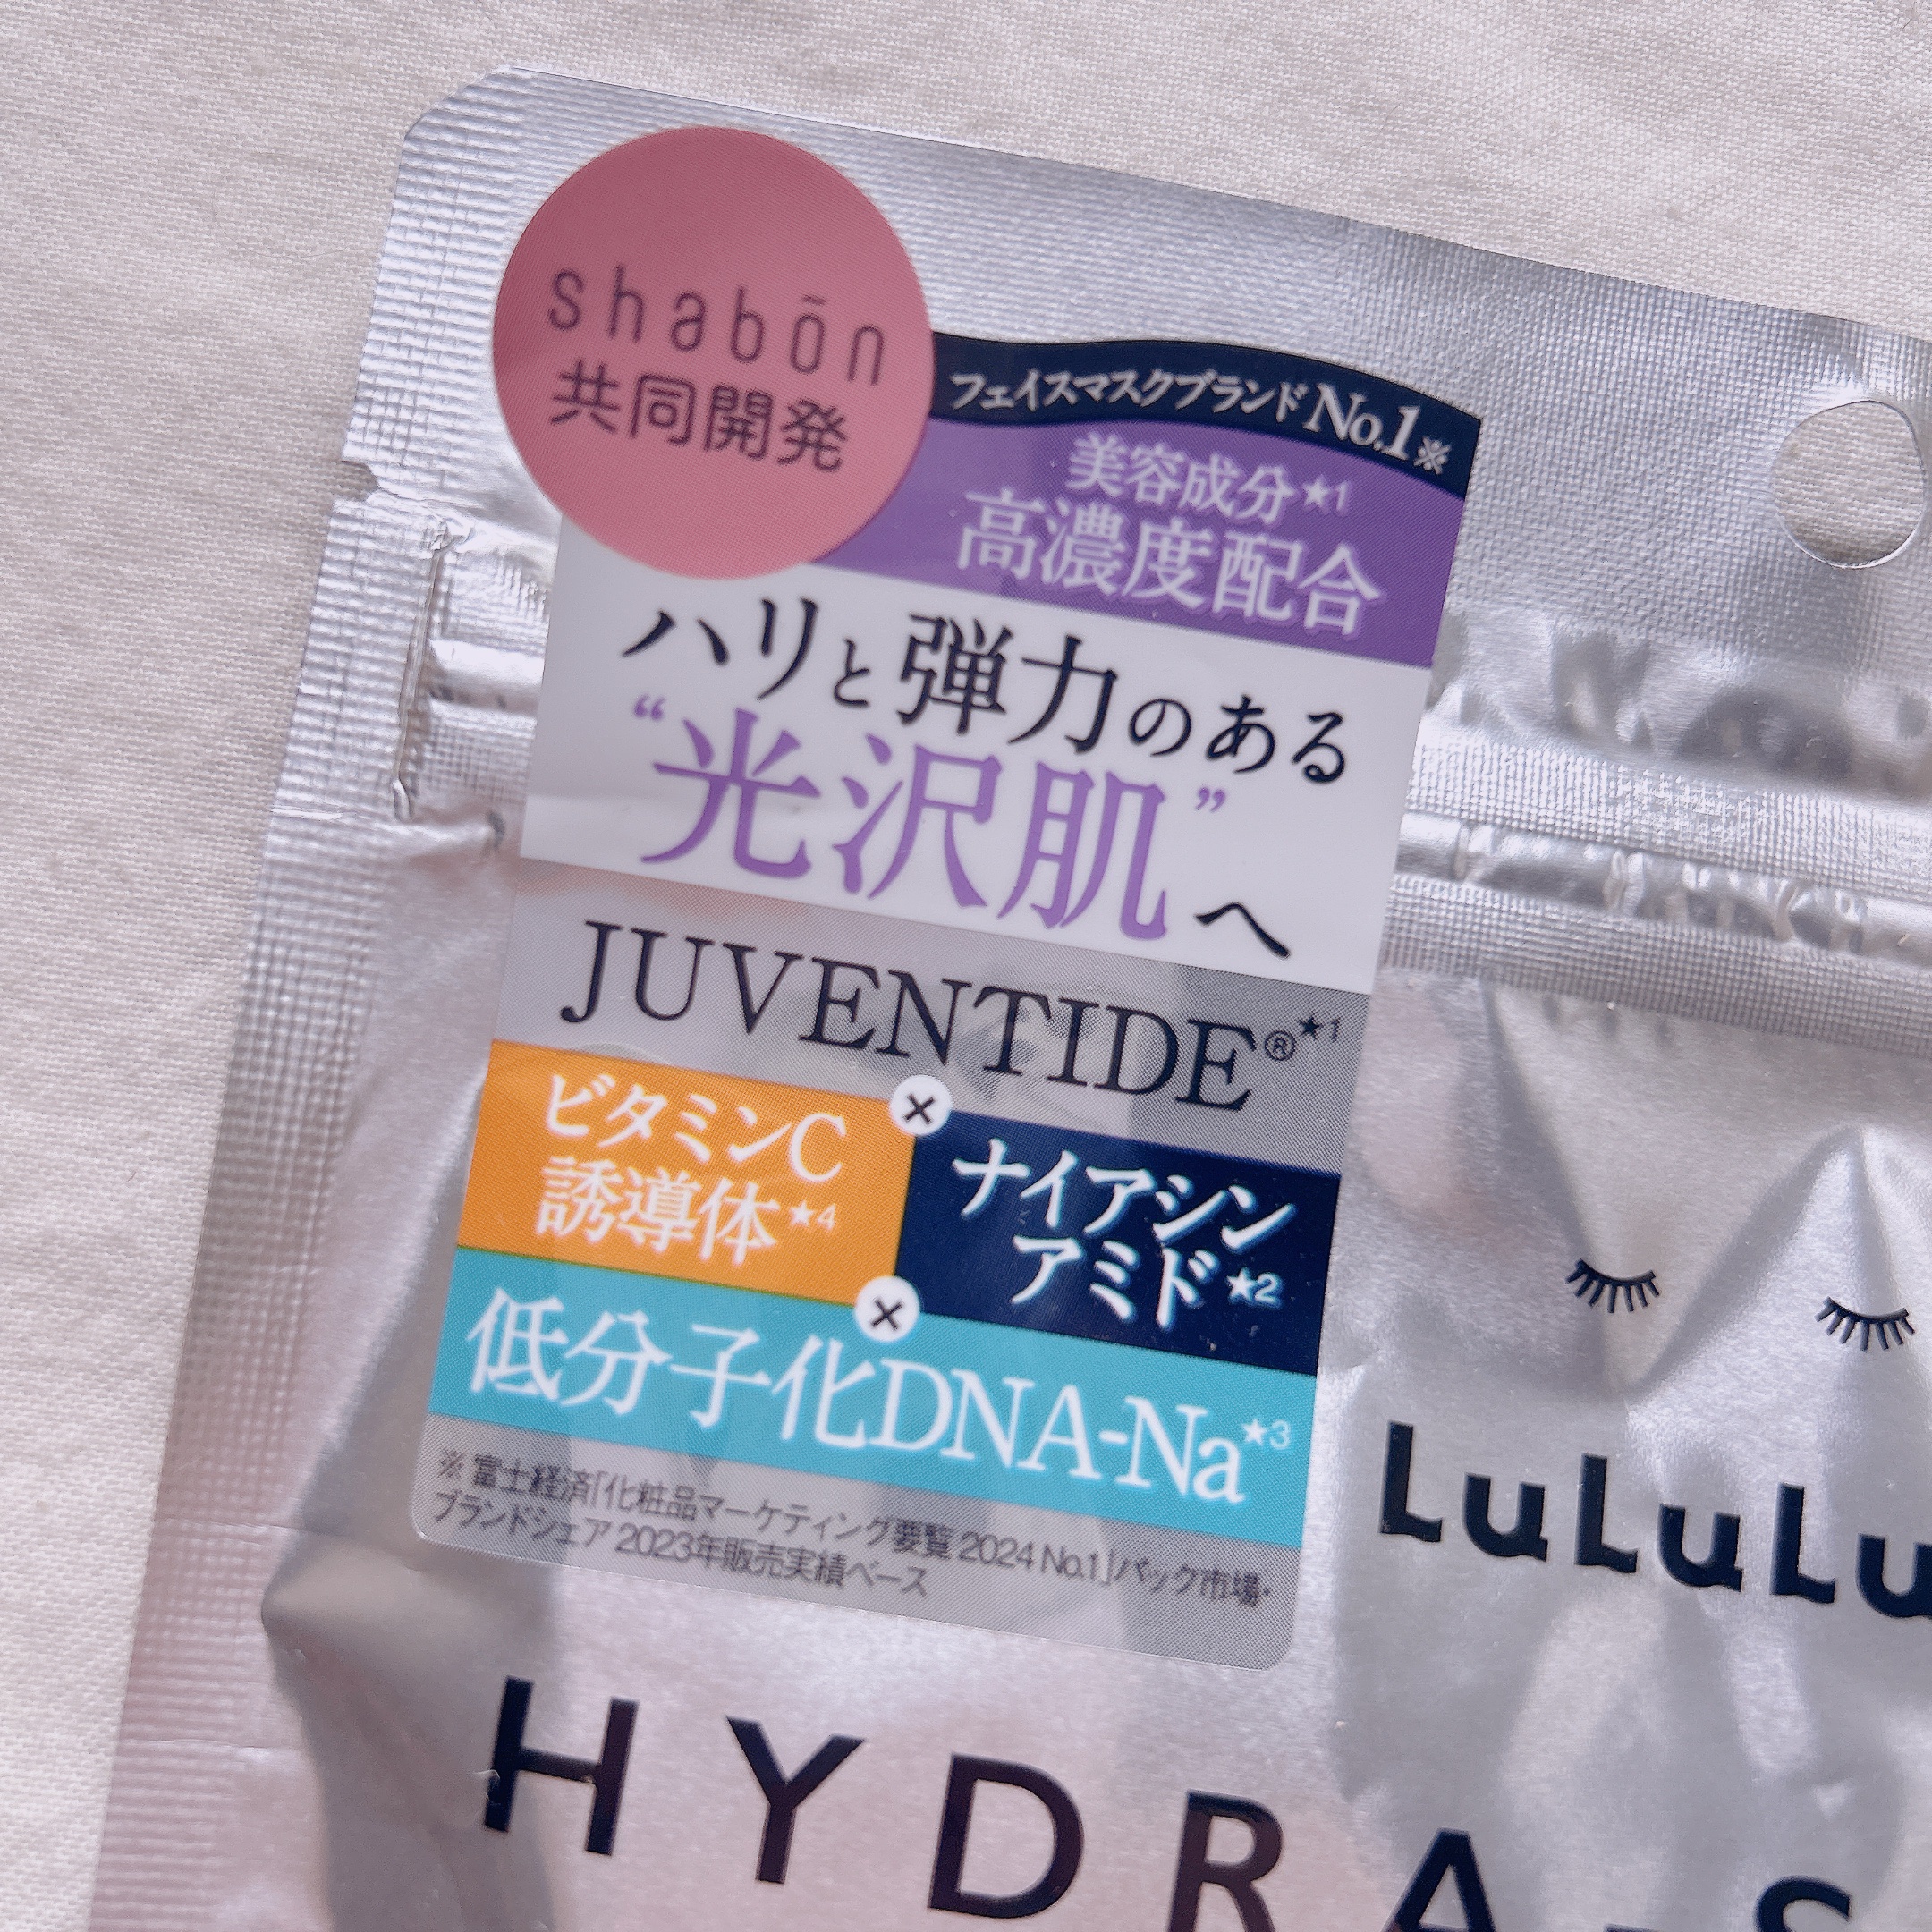 shabōn
共同開発
フェイスマスクブランドNo.1※
美容成分★1
高濃度配合
ハリと弾力のある
“光沢肌”へ
JUVENTIDE®★1
×
ビタミンC
誘導体★4
ナイアシン
アミド★2
×
低分子化DNA-Na★3
※富士経済「化粧品マーケティング要覧2024 No.1」パック市場・
ブランドシェア 2023年販売実績ベース
LuLuLu
HYDRA-S